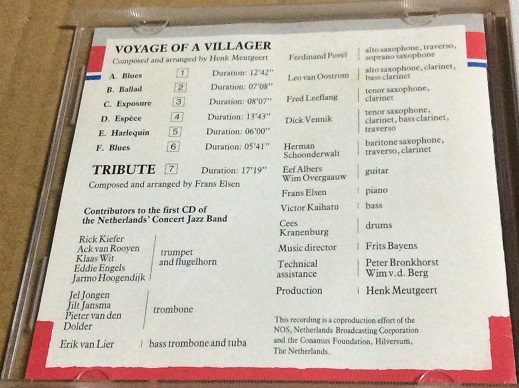 VOYAGE OF A VILLAGER
Composed and arranged by Henk Meutgeert
A. Blues 1 Duration: 12'42"
B. Ballad 2 Duration: 07'08"
C. Exposure 3 Duration: 08'07"
D. Espèce 4 Duration: 13'43"
E. Harlequin 5 Duration: 06'00"
F. Blues 6 Duration: 05'41"
TRIBUTE 7 Duration: 17'19"
Composed and arranged by Frans Elsen
Contributors to the first CD of
the Netherlands' Concert Jazz Band
Rick Kiefer
Ack van Rooyen
Klaas Wit
Eddie Engels
Jarmo Hoogendijk
trumpet
and flugelhorn
Jel Jongen
Jilt Jansma
Pieter van den
Dolder
trombone
Erik van Lier bass trombone and tuba
Ferdinand Povel
alto saxophone, traverso,
soprano saxophone
Leo van Oostrom
alto saxophone, clarinet,
bass clarinet
Fred Leeflang
tenor saxophone,
clarinet
Dick Vennik
tenor saxophone,
clarinet, bass clarinet,
traverso
Herman
Schoonderwalt
baritone saxophone,
traverso, clarinet
Eef Albers
Wim Overgaauw
guitar
Frans Elsen piano
Victor Kaihatu bass
Cees
Kranenburg
drums
Music director Frits Bayens
Technical
assistance
Peter Bronkhorst
Wim v.d. Berg
Production Henk Meutgeert
This recording is a coproduction effort of the
NOS, Netherlands Broadcasting Corporation
and the Conamus Foundation, Hilversum,
The Netherlands.